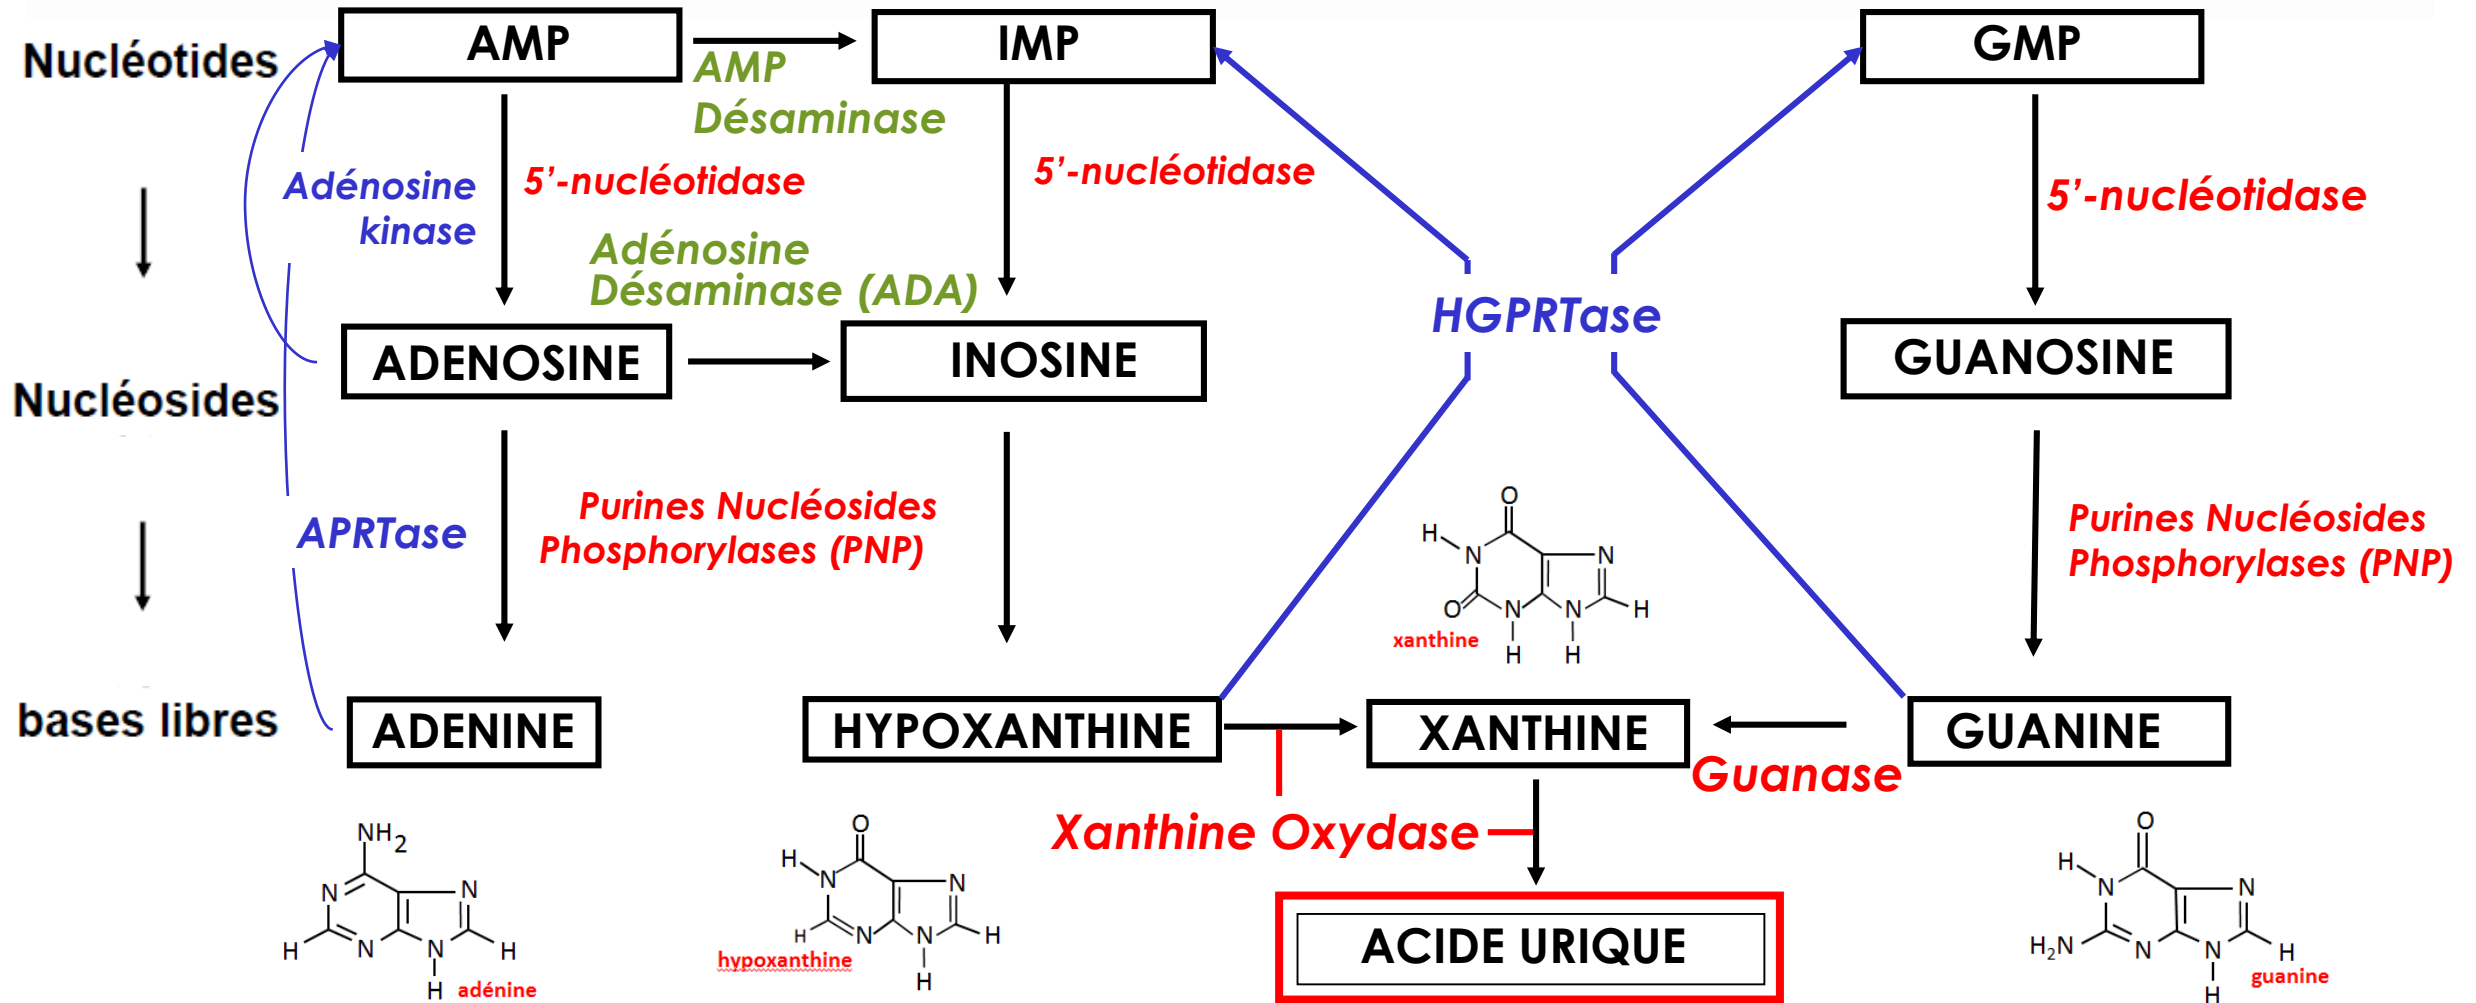 Nucléotides
AMP
IMP
GMP
AMP
Désaminase
Adénosine
kinase
5'-nucléotidase
5'-nucléotidase
5'-nucléotidase
Adénosine
Désaminase (ADA)
HGPRTase
Nucléosides
ADENOSINE
INOSINE
GUANOSINE
APRTase
Purines Nucléosides
Phosphorylases (PNP)
Purines Nucléosides
Phosphorylases (PNP)
O
H
N
N
O
N
N
H
xanthine
H
H
bases libres
ADENINE
HYPOXANTHINE
XANTHINE
GUANINE
Guanase
Xanthine Oxydase
ACIDE URIQUE
NH2
N
N
H
N
N
H
H
adénine
O
H
N
N
H
N
N
H
hypoxanthine
H
O
H
N
N
H2N
N
N
H
guanine
H